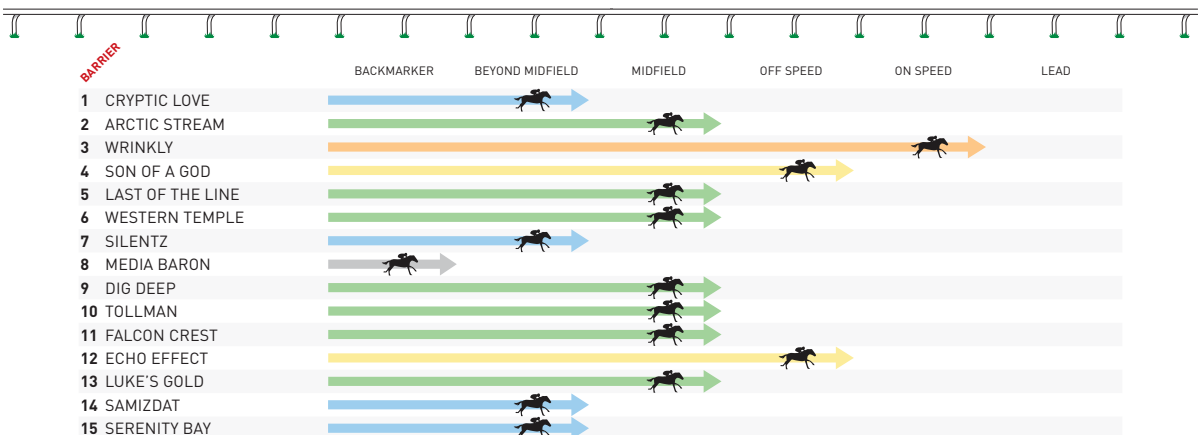 BARRIER
BACKMARKER BEYOND MIDFIELD MIDFIELD OFF SPEED ON SPEED LEAD
1 CRYPTIC LOVE
2 ARCTIC STREAM
3 WRINKLY
4 SON OF A GOD
5 LAST OF THE LINE
6 WESTERN TEMPLE
7 SILENTZ
8 MEDIA BARON
9 DIG DEEP
10 TOLLMAN
11 FALCON CREST
12 ECHO EFFECT
13 LUKE'S GOLD
14 SAMIZDAT
15 SERENITY BAY